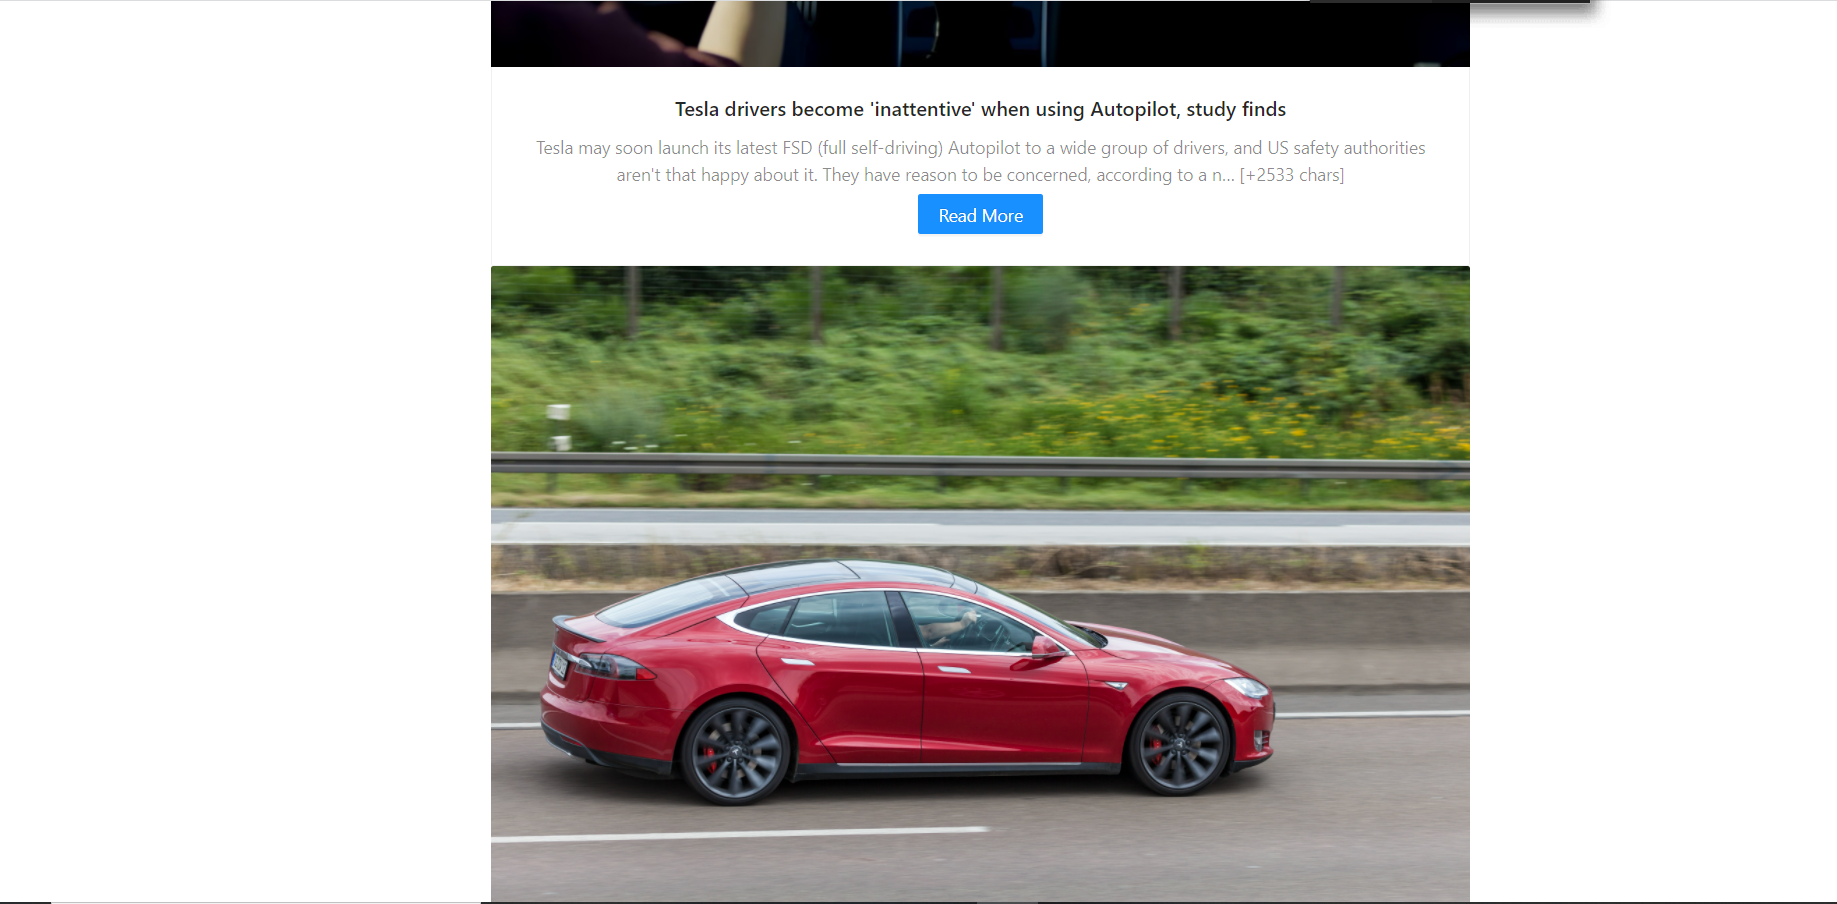 Tesla drivers become 'inattentive' when using Autopilot, study finds
Tesla may soon launch its latest FSD (full self-driving) Autopilot to a wide group of drivers, and US safety authorities
aren't that happy about it. They have reason to be concerned, according to a n… [+2533 chars]
Read More